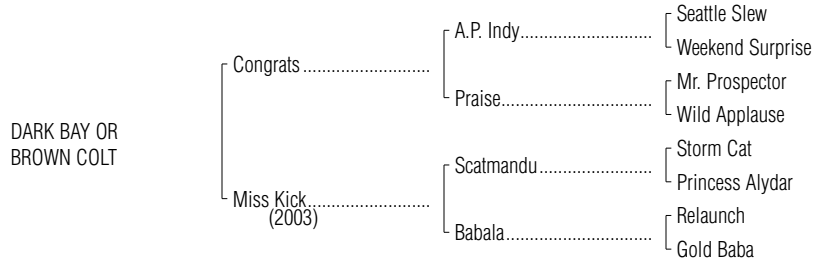 Seattle Slew
A.P. Indy
Weekend Surprise
Congrats
Mr. Prospector
Praise
Wild Applause
DARK BAY OR
BROWN COLT
Storm Cat
Scatmandu
Princess Alydar
Miss Kick
(2003)
Relaunch
Babala
Gold Baba